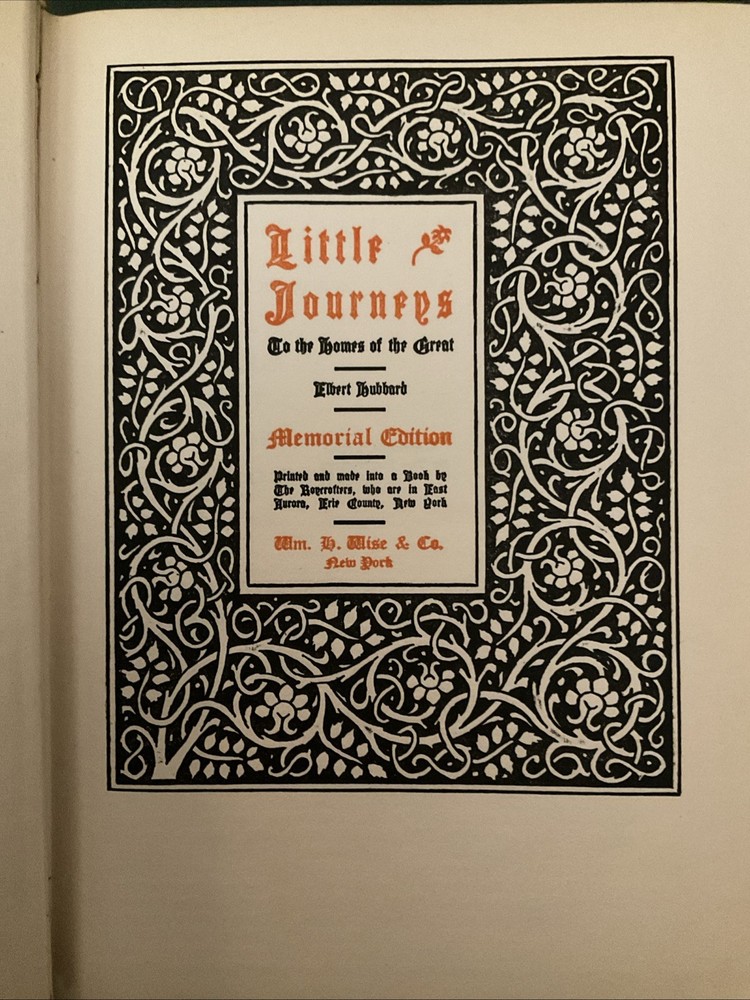 Little
Journeys
To the Homes of the Great
Elbert Hubbard
Memorial Edition
Printed and made into a Book by
The Roycrofters, who are in East
Aurora, Erie County, New York
Wm. H. Wise & Co.
New York